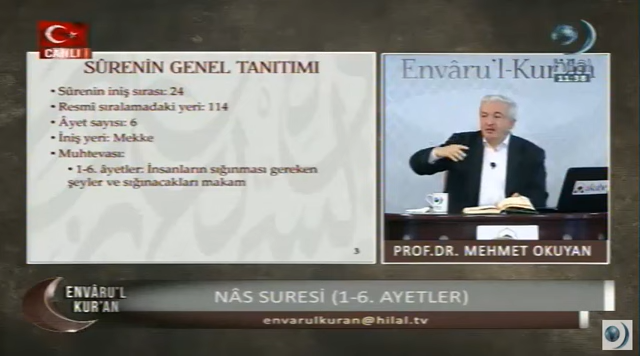 CANLI
SÛRENİN GENEL TANITIMI
• Sûrenin iniş sırası: 24
• Resmî sıralamadaki yeri: 114
• Âyet sayısı: 6
• İniş yeri: Mekke
• Muhtevası:
• 1-6. âyetler: İnsanların sığınması gereken
şeyler ve sığınacakları makam
3
Envâru'l-Kur'an
PROF.DR. MEHMET OKUYAN
ENVÂRU'L
KUR'AN
NÂS SURESİ (1-6. AYETLER)
envarulkuran@hilal.tv